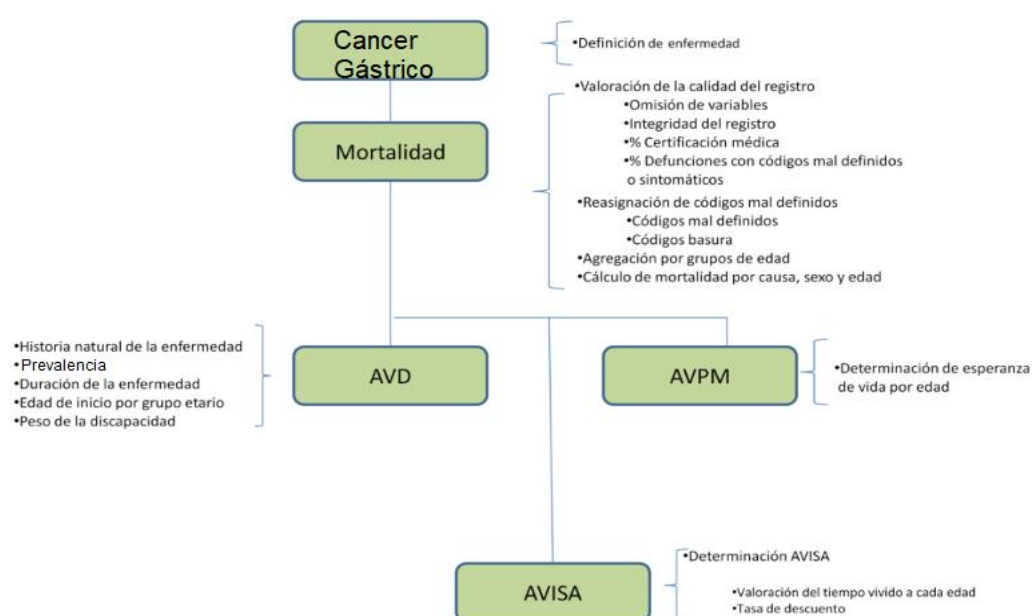 Cancer
Gástrico
•Definición de enfermedad
Mortalidad
•Valoración de la calidad del registro
•Omisión de variables
•Integridad del registro
•% Certificación médica
•% Defunciones con códigos mal definidos
o sintomáticos
•Reasignación de códigos mal definidos
•Códigos mal definidos
•Códigos basura
•Agregación por grupos de edad
•Cálculo de mortalidad por causa, sexo y edad
•Historia natural de la enfermedad
•Prevalencia
•Duración de la enfermedad
•Edad de inicio por grupo etario
•Peso de la discapacidad
AVD
AVPM
•Determinación de esperanza
de vida por edad
AVISA
•Determinación AVISA
•Valoración del tiempo vivido a cada edad
•Tasa de descuento